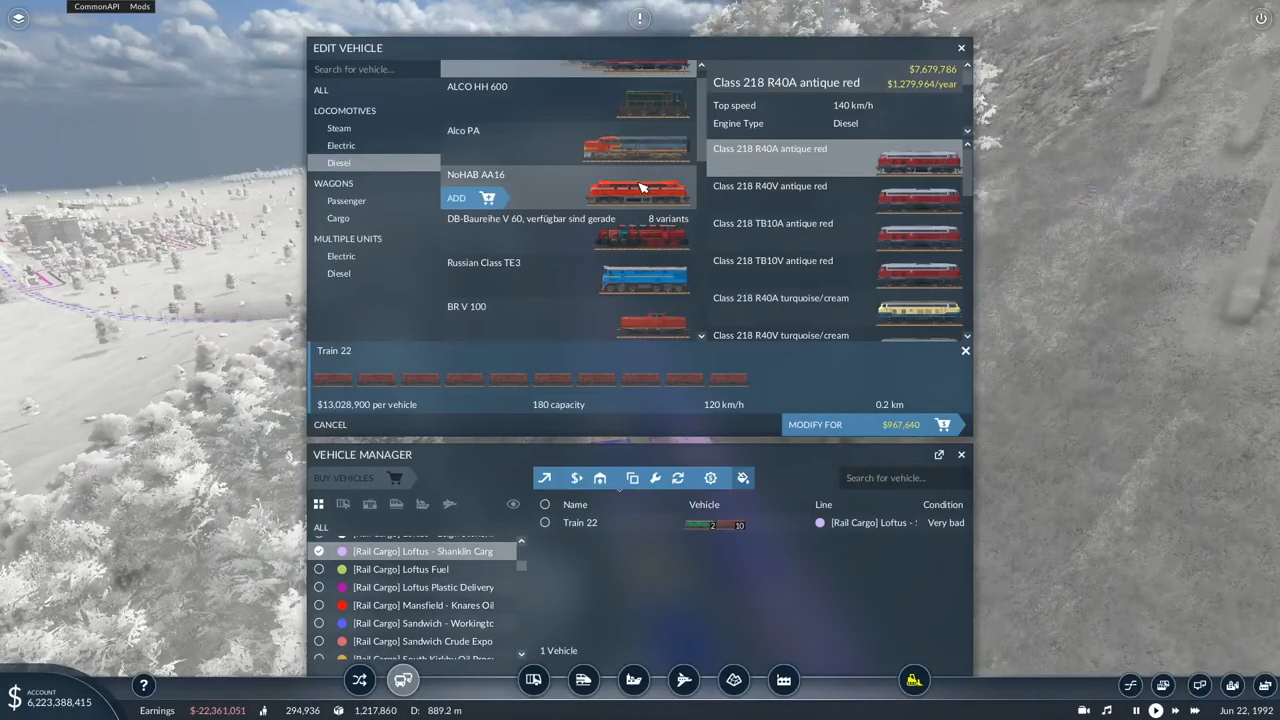 CommonAPI Mods
EDIT VEHICLE
Search for vehicle...
ALL
LOCOMOTIVES
Steam
Electric
Diesel
WAGONS
Passenger
Cargo
MULTIPLE UNITS
Electric
Diesel
ALCO HH 600
Alco PA
NoHAB AA16
ADD
DB-Baureihe V 60, verfügbar sind gerade 8 variants
Russian Class TE3
BR V 100
$7,679,786
Class 218 R40A antique red
$1,279,964/year
Top speed 140 km/h
Engine Type Diesel
Class 218 R40A antique red
Class 218 R40V antique red
Class 218 TB10A antique red
Class 218 TB10V antique red
Class 218 R40A turquoise/cream
Class 218 R40V turquoise/cream
Train 22
$13,028,900 per vehicle 180 capacity 120 km/h 0.2 km
CANCEL
MODIFY FOR $967,640
VEHICLE MANAGER
BUY VEHICLES
Search for vehicle...
ALL
[Rail Cargo] Loftus - Shanklin Carg
[Rail Cargo] Loftus Fuel
[Rail Cargo] Loftus Plastic Delivery
[Rail Cargo] Mansfield - Knares Oil
[Rail Cargo] Sandwich - Workingtc
[Rail Cargo] Sandwich Crude Expo
Name Vehicle Line Condition
Train 22 2 10 [Rail Cargo] Loftus - Very bad
1 Vehicle
$ ACCOUNT
6,223,388,415
?
Earnings $-22,361,051 294,936 1,217,860 D: 889.2 m Jun 22, 1992